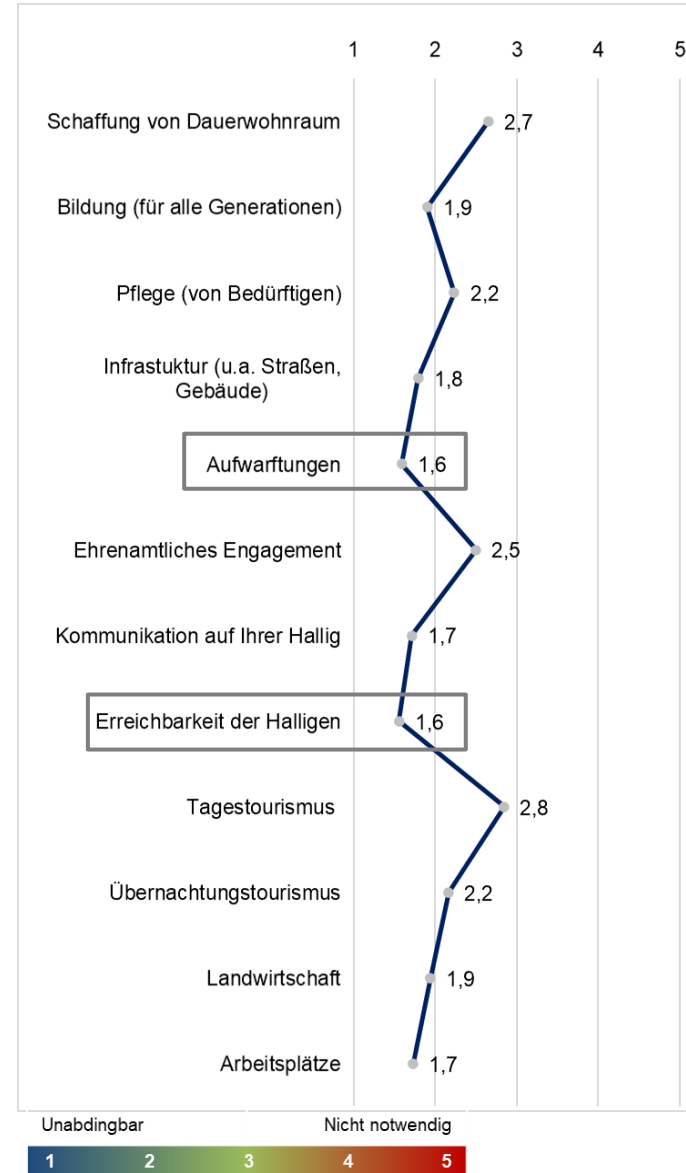 1 2 3 4 5
Schaffung von Dauerwohnraum 2,7
Bildung (für alle Generationen) 1,9
Pflege (von Bedürftigen) 2,2
Infrastuktur (u.a. Straßen,
Gebäude) 1,8
Aufwarftungen 1,6
Ehrenamtliches Engagement 2,5
Kommunikation auf Ihrer Hallig 1,7
Erreichbarkeit der Halligen 1,6
Tagestourismus 2,8
Übernachtungstourismus 2,2
Landwirtschaft 1,9
Arbeitsplätze 1,7
Unabdingbar Nicht notwendig
1 2 3 4 5